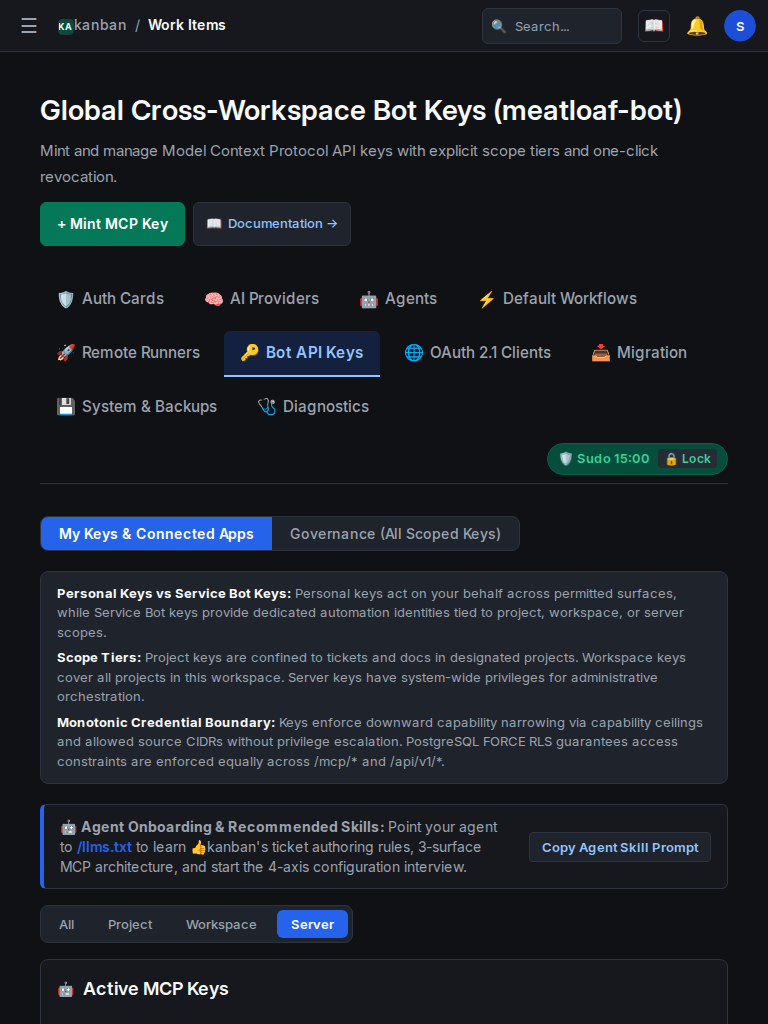 ☰ KA kanban / Work Items 🔍 Search... 📖 🔔 S
Global Cross-Workspace Bot Keys (meatloaf-bot)
Mint and manage Model Context Protocol API keys with explicit scope tiers and one-click
revocation.
+ Mint MCP Key 📖 Documentation →
🛡️ Auth Cards 🧠 AI Providers 🤖 Agents ⚡ Default Workflows
🚀 Remote Runners 🔑 Bot API Keys 🌐 OAuth 2.1 Clients 📥 Migration
💾 System & Backups 🩺 Diagnostics
🛡️ Sudo 15:00 🔒 Lock
My Keys & Connected Apps Governance (All Scoped Keys)
Personal Keys vs Service Bot Keys: Personal keys act on your behalf across permitted surfaces,
while Service Bot keys provide dedicated automation identities tied to project, workspace, or server
scopes.
Scope Tiers: Project keys are confined to tickets and docs in designated projects. Workspace keys
cover all projects in this workspace. Server keys have system-wide privileges for administrative
orchestration.
Monotonic Credential Boundary: Keys enforce downward capability narrowing via capability ceilings
and allowed source CIDRs without privilege escalation. PostgreSQL FORCE RLS guarantees access
constraints are enforced equally across /mcp/* and /api/v1/*.
🤖 Agent Onboarding & Recommended Skills: Point your agent
to /llms.txt to learn 👍kanban's ticket authoring rules, 3-surface
MCP architecture, and start the 4-axis configuration interview.
Copy Agent Skill Prompt
All Project Workspace Server
🤖 Active MCP Keys